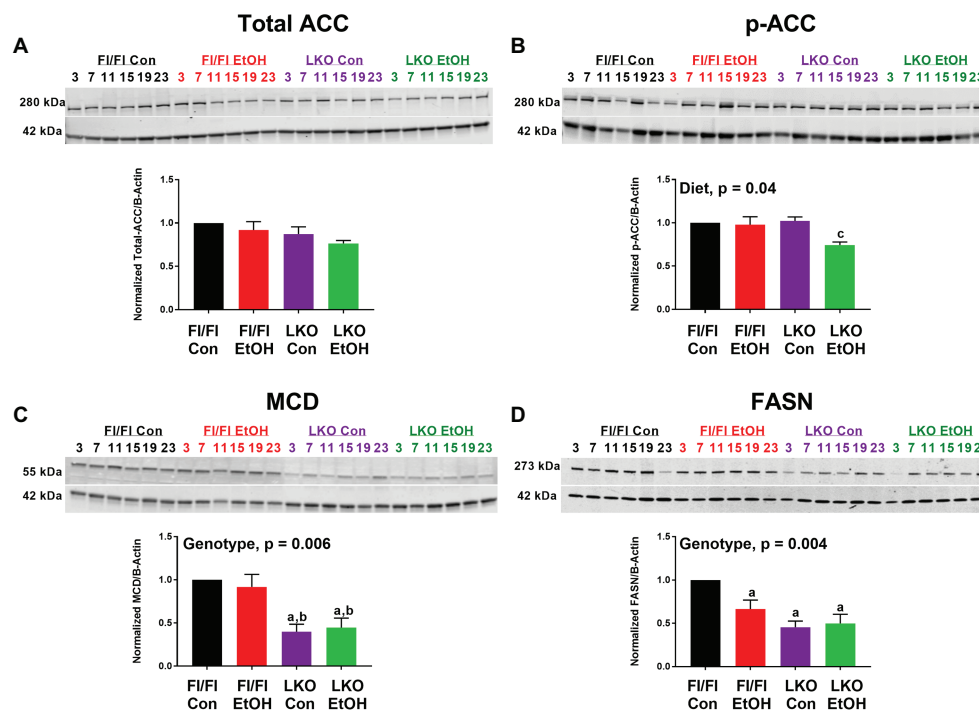 Total ACC
A
Fl/Fl Con Fl/Fl EtOH LKO Con LKO EtOH
3 7 11 15 19 23 3 7 11 15 19 23 3 7 11 15 19 23 3 7 11 15 19 23
280 kDa
42 kDa
Normalized Total-ACC/B-Actin
1.5
1.0
0.5
0.0
Fl/Fl Fl/Fl LKO LKO
Con EtOH Con EtOH
p-ACC
B
Fl/Fl Con Fl/Fl EtOH LKO Con LKO EtOH
3 7 11 15 19 23 3 7 11 15 19 23 3 7 11 15 19 23 3 7 11 15 19 2
280 kDa
42 kDa
Normalized p-ACC/B-Actin
1.5
Diet, p = 0.04
1.0
c
0.5
0.0
Fl/Fl Fl/Fl LKO LKO
Con EtOH Con EtOH
MCD
C
Fl/Fl Con Fl/Fl EtOH LKO Con LKO EtOH
3 7 11 15 19 23 3 7 11 15 19 23 3 7 11 15 19 23 3 7 11 15 19 23
55 kDa
42 kDa
Normalized MCD/B-Actin
1.5
Genotype, p = 0.006
1.0
a,b a,b
0.5
0.0
Fl/Fl Fl/Fl LKO LKO
Con EtOH Con EtOH
FASN
D
Fl/Fl Con Fl/Fl EtOH LKO Con LKO EtOH
3 7 11 15 19 23 3 7 11 15 19 23 3 7 11 15 19 23 3 7 11 15 19 2
273 kDa
42 kDa
Normalized FASN/B-Actin
1.5
Genotype, p = 0.004
1.0
a a a
0.5
0.0
Fl/Fl Fl/Fl LKO LKO
Con EtOH Con EtOH